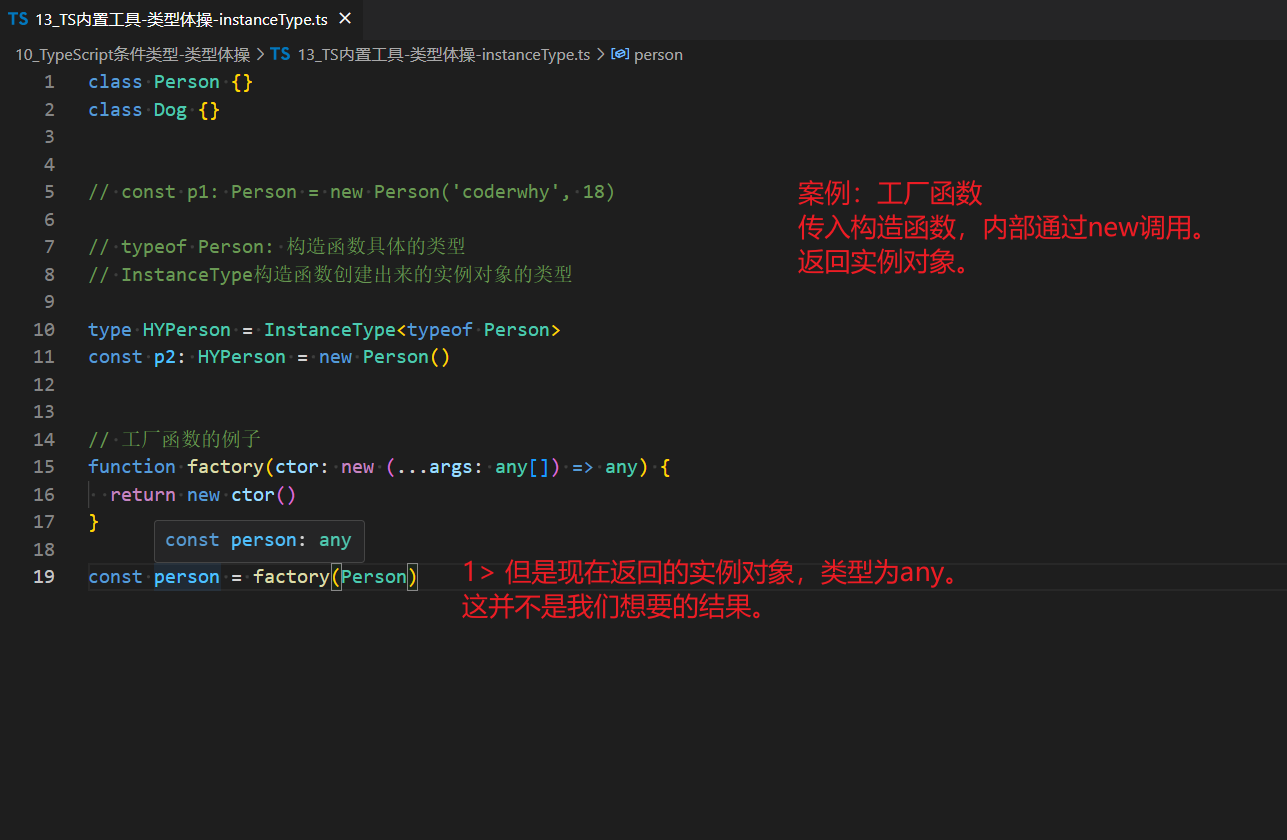 TS 13_TS内置工具-类型体操-instanceType.ts ×
10_TypeScript条件类型-类型体操 > TS 13_TS内置工具-类型体操-instanceType.ts > person
1 class Person {}
2 class Dog {}
3
4
5 // const p1: Person = new Person('coderwhy', 18)
案例：工厂函数
6
传入构造函数，内部通过new调用。
7 // typeof Person: 构造函数具体的类型
返回实例对象。
8 // InstanceType构造函数创建出来的实例对象的类型
9
10 type HYPerson = InstanceType<typeof Person>
11 const p2: HYPerson = new Person()
12
13
14 // 工厂函数的例子
15 function factory(ctor: new (...args: any[]) => any) {
16 return new ctor()
17 }
18
const person: any
19 const person = factory(Person)
1> 但是现在返回的实例对象，类型为any。
这并不是我们想要的结果。